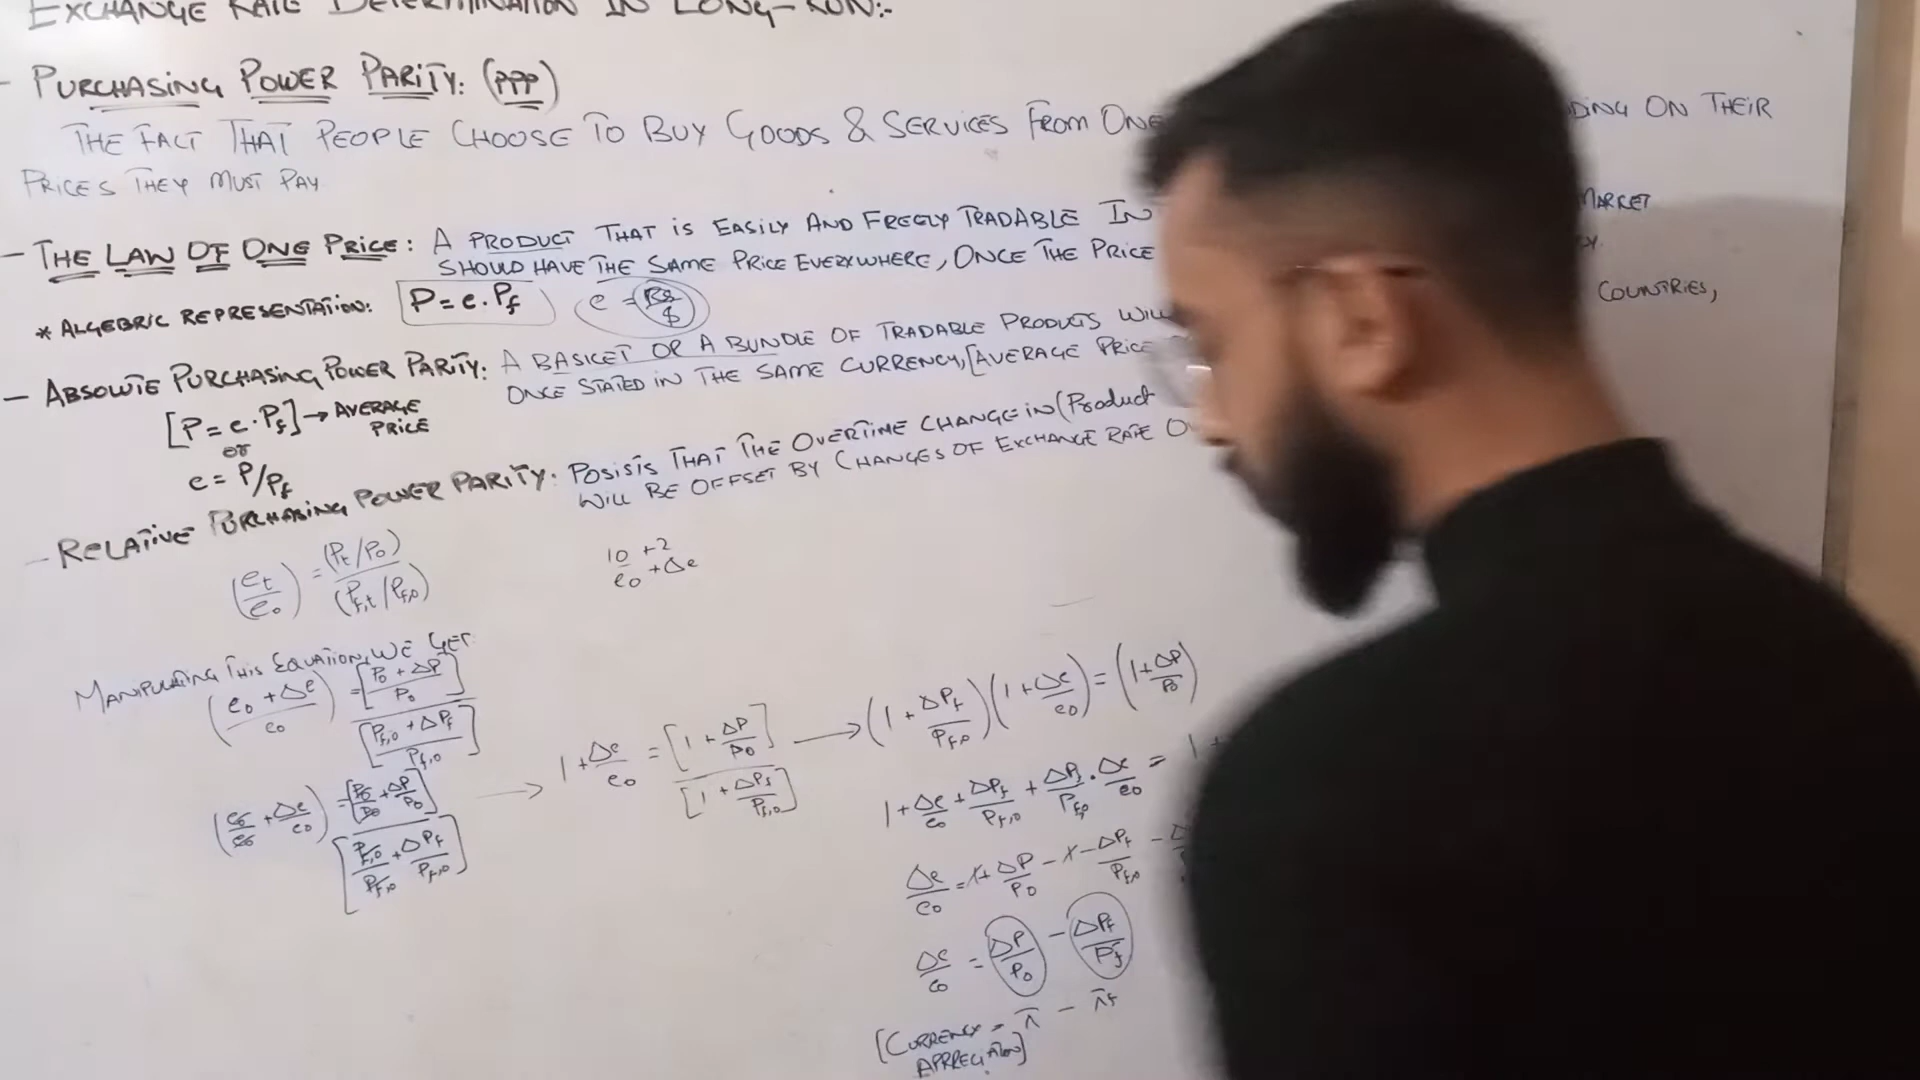 EXCHANGE RATE DETERMINATION IN LONG-RUN:-
- PURCHASING POWER PARITY: (PPP)
THE FACT THAT PEOPLE CHOOSE TO BUY GOODS & SERVICES FROM ONE DING ON THEIR
PRICES THEY MUST PAY
- THE LAW OF ONE PRICE: A PRODUCT THAT IS EASILY AND FREELY TRADABLE IN MARKET
SHOULD HAVE THE SAME PRICE EVERYWHERE, ONCE THE PRICE
* ALGEBRIC REPRESENTATION: P = e.Pf e = Rs/$ COUNTRIES,
- ABSOLUTE PURCHASING POWER PARITY: A BASKET OR A BUNDLE OF TRADABLE PRODUCTS WILL
ONCE STATED IN THE SAME CURRENCY, [AVERAGE PRICE
[P = e.Pf] → AVERAGE PRICE
or
e = P/Pf
- RELATIVE PURCHASING POWER PARITY: POSISTS THAT THE OVERTIME CHANGE IN (Product
WILL BE OFFSET BY CHANGES OF EXCHANGE RATE O
(et/e0) = (Pt/P0)/(Pf,t/Pf,0)
10 +2
e0 +Δe
MANIPULATING THIS EQUATION, WE GET
(e0 + Δe/e0) = [P0 + ΔP/P0]/[Pf,0 + ΔPf/Pf,0]
(e0/e0 + Δe/e0) = [P0/P0 + ΔP/P0]/[Pf,0/Pf,0 + ΔPf/Pf,0]
→ 1 + Δe/e0 = [1 + ΔP/P0]/[1 + ΔPf/Pf,0]
→ (1 + ΔPf/Pf,0)(1 + Δe/e0) = (1 + ΔP/P0)
1 + Δe/e0 + ΔPf/Pf,0 + ΔPf/Pf,0 . Δe/e0 = 1 +
Δe/e0 = 1 + ΔP/P0 - 1 - ΔPf/Pf,0 -
Δe/e0 = ΔP/P0 - ΔPf/Pf
[CURRENCY APPRECIATION] = π - πf